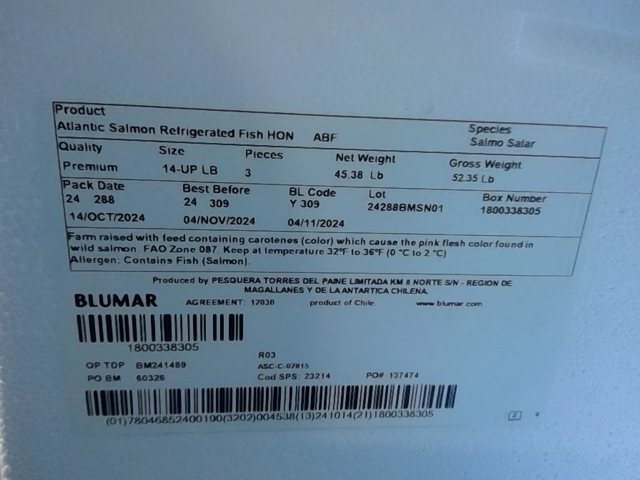 Product
Atlantic Salmon Refrigerated Fish HON ABF
Species
Salmo Salar
Quality Size Pieces Net Weight Gross Weight
Premium 14-UP LB 3 45.38 Lb 52.35 Lb
Pack Date Best Before BL Code Lot Box Number
24 288 24 309 Y 309 24288BMSN01 1800338305
14/OCT/2024 04/NOV/2024 04/11/2024
Farm raised with feed containing carotenes (color) which cause the pink flesh color found in
wild salmon. FAO Zone 087. Keep at temperature 32°F to 36°F (0 °C to 2 °C)
Allergen: Contains Fish (Salmon).
Produced by PESQUERA TORRES DEL PAINE LIMITADA KM 8 NORTE S/N - REGION DE
MAGALLANES Y DE LA ANTARTICA CHILENA.
BLUMAR AGREEMENT: 12030 product of Chile. www.blumar.com
1800338305
R03
OP TDP BM241489 ASC-C-02815
PO BM 60326 Cod SPS: 23214 PO# 137474
(01)78046852400190(3202)004538(13)241014(21)1800338305